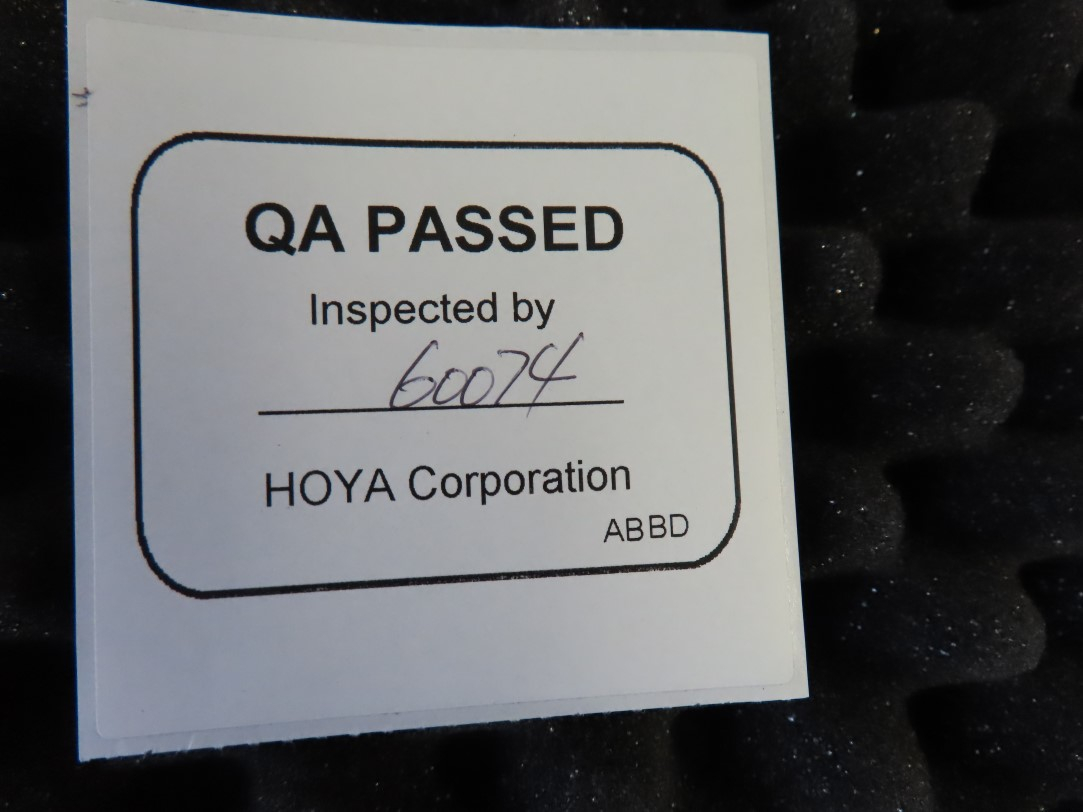 QA PASSED
Inspected by
60074
HOYA Corporation
ABBD